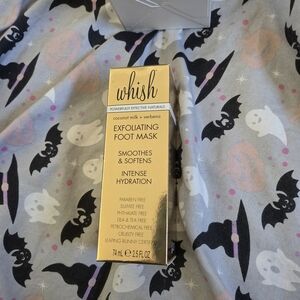 whish
POWERFULLY EFFECTIVE NATURALS
coconut milk + verbena
EXFOLIATING
FOOT MASK
SMOOTHES
& SOFTENS
INTENSE
HYDRATION
PARABEN FREE
SULFATE FREE
PHTHALATE FREE
DEA & TEA FREE
PETROCHEMICAL FREE
CRUELTY FREE
LEAPING BUNNY CERTIFIED
74 mL ℮ 2.5 FL OZ